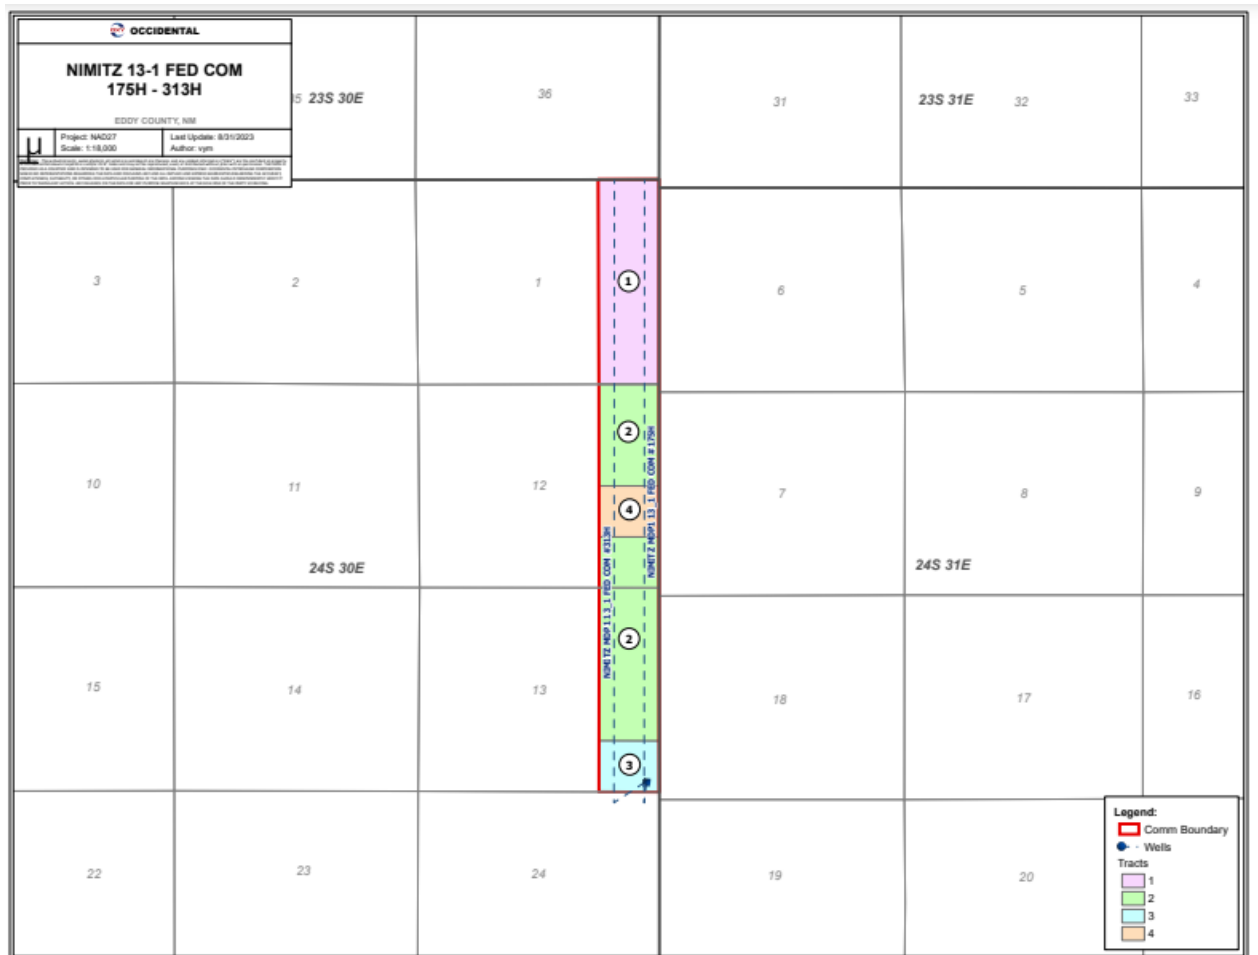 OXY OCCIDENTAL
NIMITZ 13-1 FED COM
175H - 313H
EDDY COUNTY, NM
Project: NAD27
Scale: 1:18,000
Last Update: 8/31/2023
Author: vym
23S 30E
36
31
23S 31E
32
33
3
2
1
1
6
5
4
10
11
12
2
4
7
8
9
NIMITZ MDP1 13_1 FED COM #175H
NIMITZ MDP1 13_1 FED COM #313H
24S 30E
24S 31E
15
14
13
2
18
17
16
3
22
23
24
19
20
Legend:
Comm Boundary
Wells
Tracts
1
2
3
4